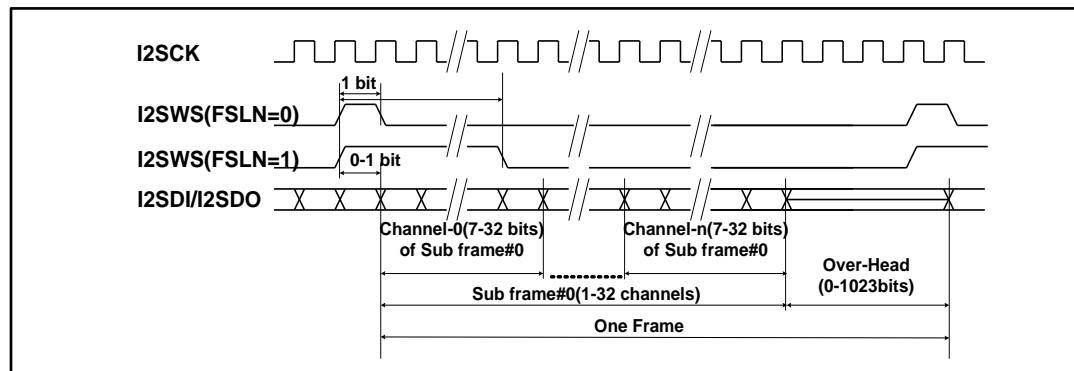 I2SCK
1 bit
I2SWS(FSLN=0)
I2SWS(FSLN=1)
0-1 bit
I2SDI/I2SDO
Channel-0(7-32 bits)
of Sub frame#0
Channel-n(7-32 bits)
of Sub frame#0
Over-Head
(0-1023bits)
Sub frame#0(1-32 channels)
One Frame